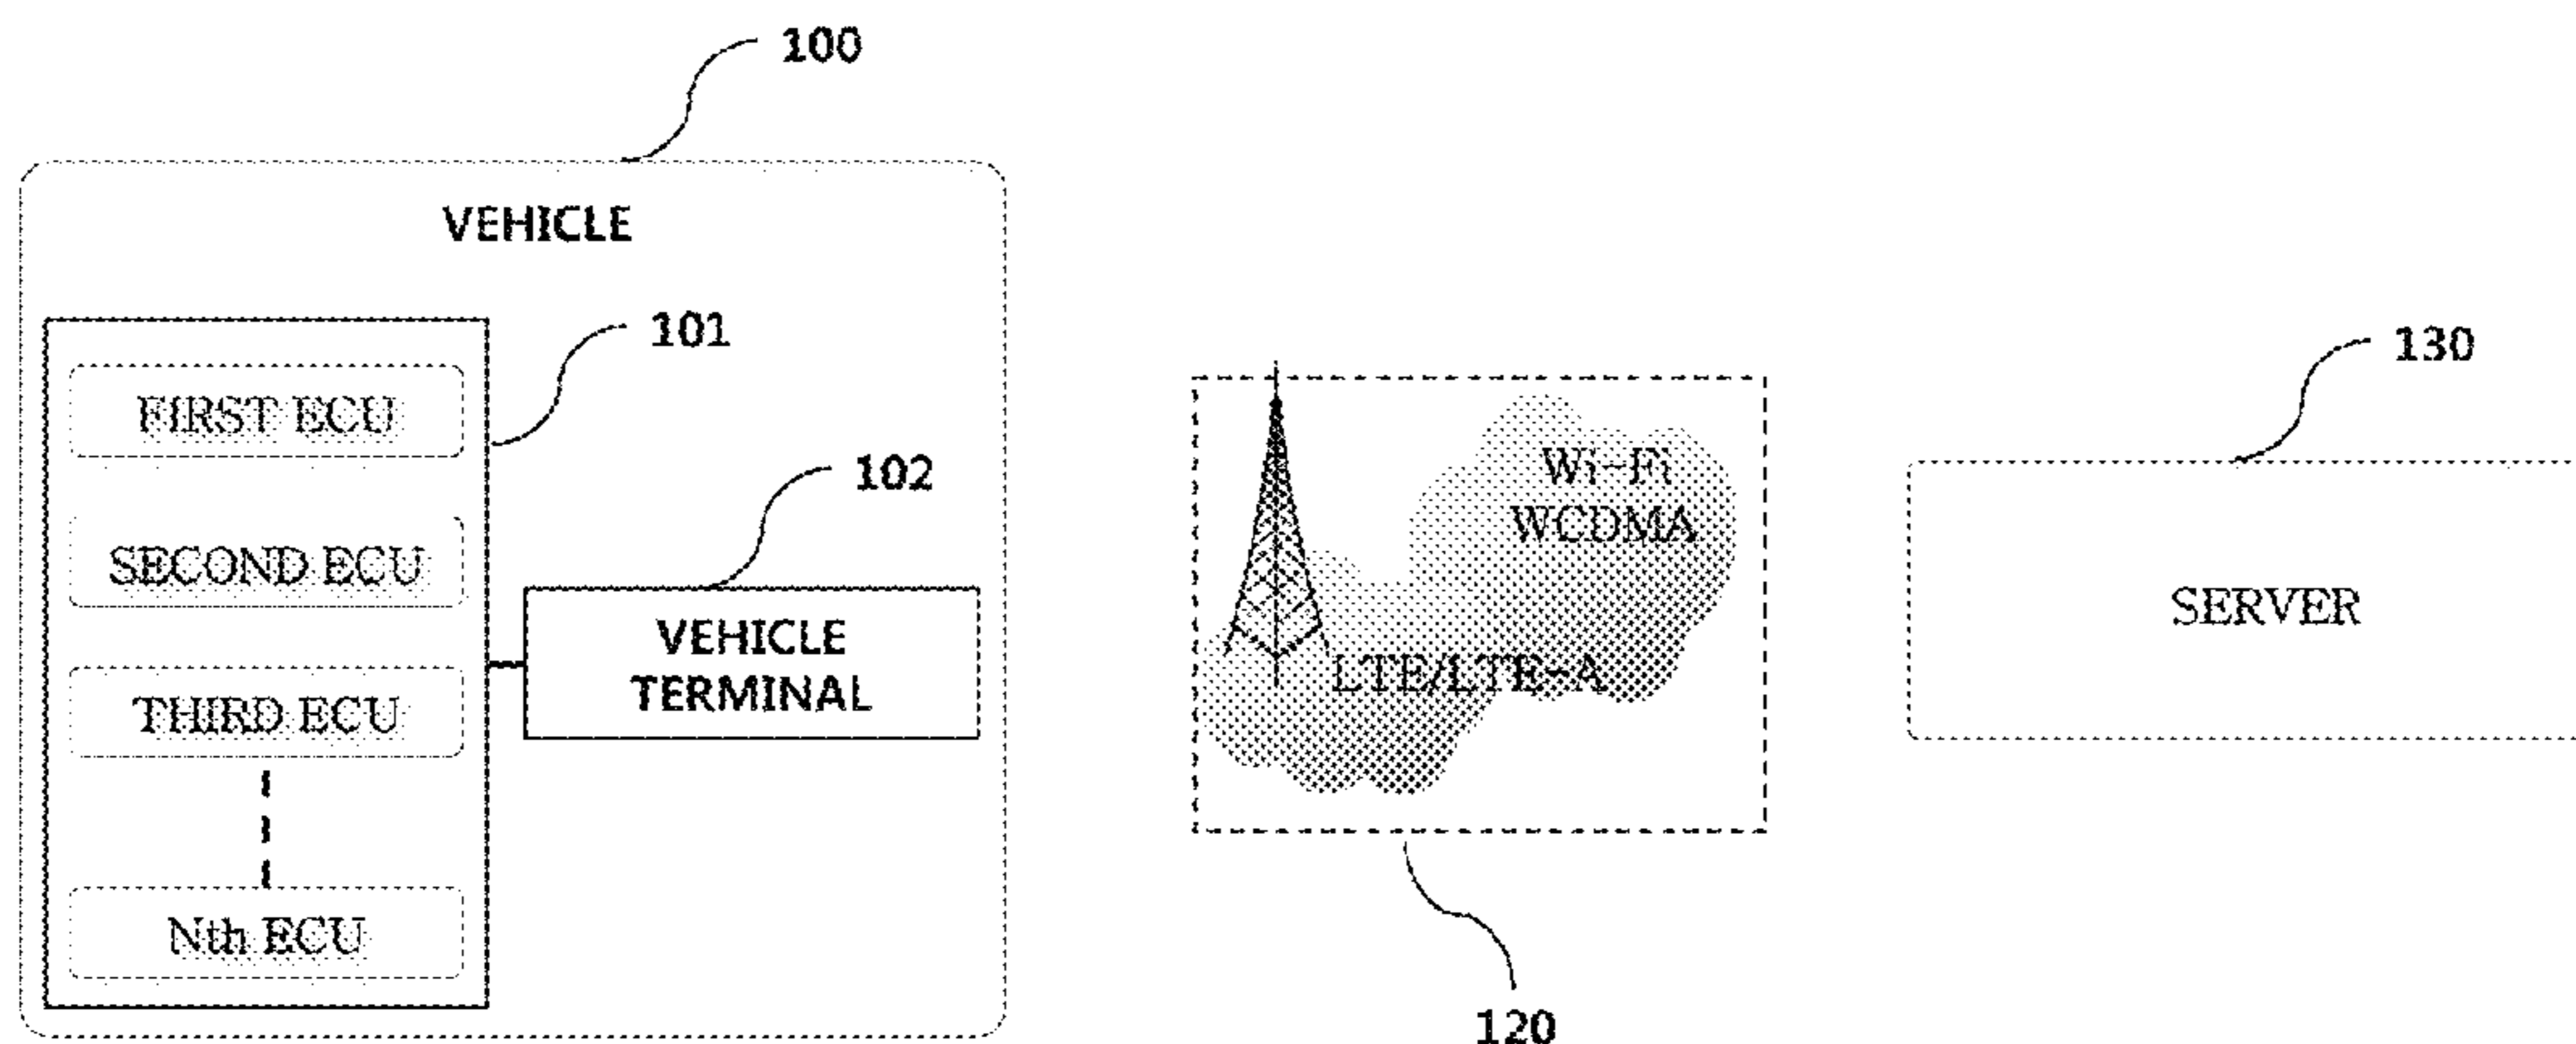 100
VEHICLE
101
FIRST ECU
SECOND ECU
THIRD ECU
Nth ECU
102
VEHICLE
TERMINAL
Wi-Fi
WCDMA
LTE/LTE-A
120
130
SERVER